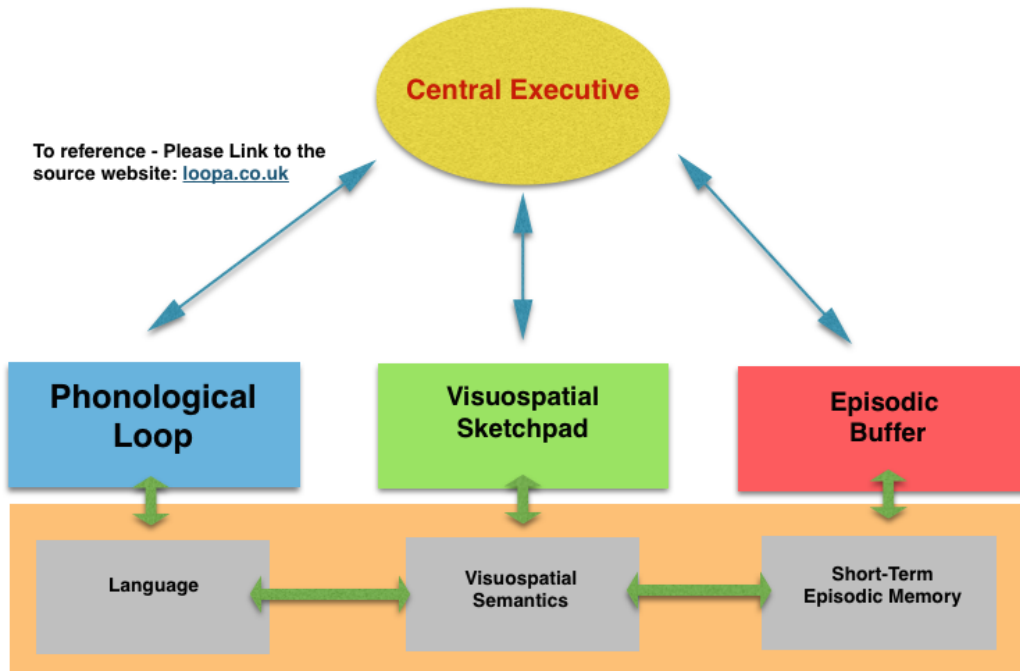 Central Executive
To reference - Please Link to the
source website: loopa.co.uk
Phonological
Loop
Visuospatial
Sketchpad
Episodic
Buffer
Language
Visuospatial
Semantics
Short-Term
Episodic Memory